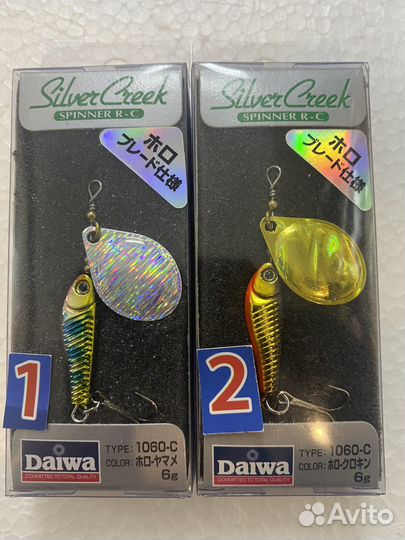 Silver Creek
SPINNER R-C
ホロ
ブレード仕様
1
Daiwa
COMMITTED TO TOTAL QUALITY
TYPE: 1060-C
COLOR: ホロ-ヤマメ
6g
Silver Creek
SPINNER R-C
ホロ
ブレード仕様
2
Daiwa
COMMITTED TO TOTAL QUALITY
TYPE: 1060-C
COLOR: ホロ-クロキン
6g
Avito